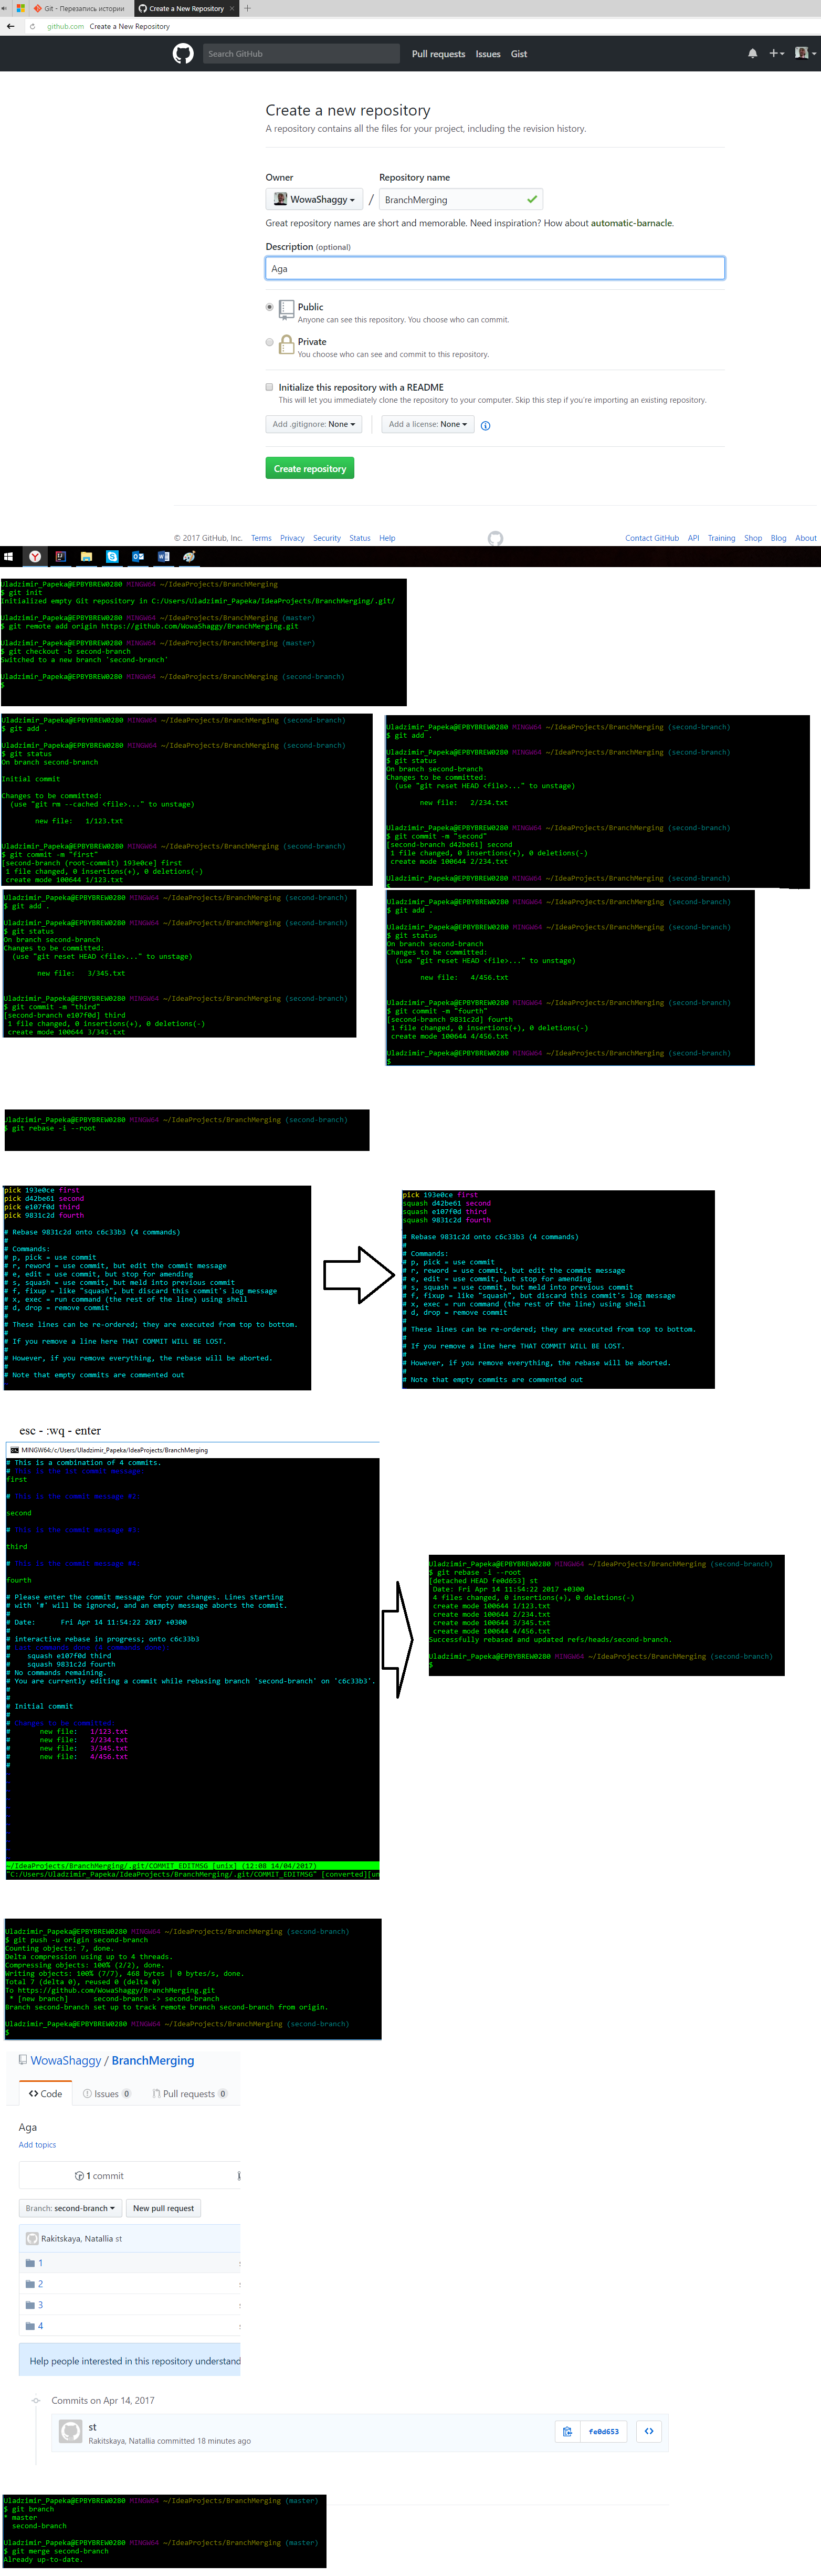 Git - Перезапись истории
Create a New Repository
github.com Create a New Repository
Search GitHub
Pull requests Issues Gist
Create a new repository
A repository contains all the files for your project, including the revision history.
Owner Repository name
WowaShaggy / BranchMerging
Great repository names are short and memorable. Need inspiration? How about automatic-barnacle.
Description (optional)
Aga
Public
Anyone can see this repository. You choose who can commit.
Private
You choose who can see and commit to this repository.
Initialize this repository with a README
This will let you immediately clone the repository to your computer. Skip this step if you're importing an existing repository.
Add .gitignore: None Add a license: None
Create repository
© 2017 GitHub, Inc. Terms Privacy Security Status Help Contact GitHub API Training Shop Blog About
Uladzimir_Papeka@EPBYBREW0280 MINGW64 ~/IdeaProjects/BranchMerging
$ git init
Initialized empty Git repository in C:/Users/Uladzimir_Papeka/IdeaProjects/BranchMerging/.git/
Uladzimir_Papeka@EPBYBREW0280 MINGW64 ~/IdeaProjects/BranchMerging (master)
$ git remote add origin https://github.com/WowaShaggy/BranchMerging.git
Uladzimir_Papeka@EPBYBREW0280 MINGW64 ~/IdeaProjects/BranchMerging (master)
$ git checkout -b second-branch
Switched to a new branch 'second-branch'
Uladzimir_Papeka@EPBYBREW0280 MINGW64 ~/IdeaProjects/BranchMerging (second-branch)
$
Uladzimir_Papeka@EPBYBREW0280 MINGW64 ~/IdeaProjects/BranchMerging (second-branch)
$ git add .
Uladzimir_Papeka@EPBYBREW0280 MINGW64 ~/IdeaProjects/BranchMerging (second-branch)
$ git status
On branch second-branch
Initial commit
Changes to be committed:
(use "git rm --cached <file>..." to unstage)
new file: 1/123.txt
Uladzimir_Papeka@EPBYBREW0280 MINGW64 ~/IdeaProjects/BranchMerging (second-branch)
$ git commit -m "first"
[second-branch (root-commit) 193e0ce] first
1 file changed, 0 insertions(+), 0 deletions(-)
create mode 100644 1/123.txt
Uladzimir_Papeka@EPBYBREW0280 MINGW64 ~/IdeaProjects/BranchMerging (second-branch)
$ git add .
Uladzimir_Papeka@EPBYBREW0280 MINGW64 ~/IdeaProjects/BranchMerging (second-branch)
$ git status
On branch second-branch
Changes to be committed:
(use "git reset HEAD <file>..." to unstage)
new file: 2/234.txt
Uladzimir_Papeka@EPBYBREW0280 MINGW64 ~/IdeaProjects/BranchMerging (second-branch)
$ git commit -m "second"
[second-branch d42be61] second
1 file changed, 0 insertions(+), 0 deletions(-)
create mode 100644 2/234.txt
Uladzimir_Papeka@EPBYBREW0280 MINGW64 ~/IdeaProjects/BranchMerging (second-branch)
$
Uladzimir_Papeka@EPBYBREW0280 MINGW64 ~/IdeaProjects/BranchMerging (second-branch)
$ git add .
Uladzimir_Papeka@EPBYBREW0280 MINGW64 ~/IdeaProjects/BranchMerging (second-branch)
$ git status
On branch second-branch
Changes to be committed:
(use "git reset HEAD <file>..." to unstage)
new file: 3/345.txt
Uladzimir_Papeka@EPBYBREW0280 MINGW64 ~/IdeaProjects/BranchMerging (second-branch)
$ git commit -m "third"
[second-branch e107f0d] third
1 file changed, 0 insertions(+), 0 deletions(-)
create mode 100644 3/345.txt
Uladzimir_Papeka@EPBYBREW0280 MINGW64 ~/IdeaProjects/BranchMerging (second-branch)
$ git add .
Uladzimir_Papeka@EPBYBREW0280 MINGW64 ~/IdeaProjects/BranchMerging (second-branch)
$ git status
On branch second-branch
Changes to be committed:
(use "git reset HEAD <file>..." to unstage)
new file: 4/456.txt
Uladzimir_Papeka@EPBYBREW0280 MINGW64 ~/IdeaProjects/BranchMerging (second-branch)
$ git commit -m "fourth"
[second-branch 9831c2d] fourth
1 file changed, 0 insertions(+), 0 deletions(-)
create mode 100644 4/456.txt
Uladzimir_Papeka@EPBYBREW0280 MINGW64 ~/IdeaProjects/BranchMerging (second-branch)
$
Uladzimir_Papeka@EPBYBREW0280 MINGW64 ~/IdeaProjects/BranchMerging (second-branch)
$ git rebase -i --root
pick 193e0ce first
pick d42be61 second
pick e107f0d third
pick 9831c2d fourth
# Rebase 9831c2d onto c6c33b3 (4 commands)
#
# Commands:
# p, pick = use commit
# r, reword = use commit, but edit the commit message
# e, edit = use commit, but stop for amending
# s, squash = use commit, but meld into previous commit
# f, fixup = like "squash", but discard this commit's log message
# x, exec = run command (the rest of the line) using shell
# d, drop = remove commit
#
# These lines can be re-ordered; they are executed from top to bottom.
#
# If you remove a line here THAT COMMIT WILL BE LOST.
#
# However, if you remove everything, the rebase will be aborted.
#
# Note that empty commits are commented out
pick 193e0ce first
squash d42be61 second
squash e107f0d third
squash 9831c2d fourth
# Rebase 9831c2d onto c6c33b3 (4 commands)
#
# Commands:
# p, pick = use commit
# r, reword = use commit, but edit the commit message
# e, edit = use commit, but stop for amending
# s, squash = use commit, but meld into previous commit
# f, fixup = like "squash", but discard this commit's log message
# x, exec = run command (the rest of the line) using shell
# d, drop = remove commit
#
# These lines can be re-ordered; they are executed from top to bottom.
#
# If you remove a line here THAT COMMIT WILL BE LOST.
#
# However, if you remove everything, the rebase will be aborted.
#
# Note that empty commits are commented out
esc - :wq - enter
MINGW64:/c/Users/Uladzimir_Papeka/IdeaProjects/BranchMerging
# This is a combination of 4 commits.
# This is the 1st commit message:
first
# This is the commit message #2:
second
# This is the commit message #3:
third
# This is the commit message #4:
fourth
# Please enter the commit message for your changes. Lines starting
# with '#' will be ignored, and an empty message aborts the commit.
#
# Date: Fri Apr 14 11:54:22 2017 +0300
#
# interactive rebase in progress; onto c6c33b3
# Last commands done (4 commands done):
# squash e107f0d third
# squash 9831c2d fourth
# No commands remaining.
# You are currently editing a commit while rebasing branch 'second-branch' on 'c6c33b3'.
#
#
# Initial commit
#
# Changes to be committed:
# new file: 1/123.txt
# new file: 2/234.txt
# new file: 3/345.txt
# new file: 4/456.txt
#
~/IdeaProjects/BranchMerging/.git/COMMIT_EDITMSG [unix] (12:08 14/04/2017)
"C:/Users/Uladzimir_Papeka/IdeaProjects/BranchMerging/.git/COMMIT_EDITMSG" [converted][un
Uladzimir_Papeka@EPBYBREW0280 MINGW64 ~/IdeaProjects/BranchMerging (second-branch)
$ git rebase -i --root
[detached HEAD fe0d653] st
Date: Fri Apr 14 11:54:22 2017 +0300
4 files changed, 0 insertions(+), 0 deletions(-)
create mode 100644 1/123.txt
create mode 100644 2/234.txt
create mode 100644 3/345.txt
create mode 100644 4/456.txt
Successfully rebased and updated refs/heads/second-branch.
Uladzimir_Papeka@EPBYBREW0280 MINGW64 ~/IdeaProjects/BranchMerging (second-branch)
$
Uladzimir_Papeka@EPBYBREW0280 MINGW64 ~/IdeaProjects/BranchMerging (second-branch)
$ git push -u origin second-branch
Counting objects: 7, done.
Delta compression using up to 4 threads.
Compressing objects: 100% (2/2), done.
Writing objects: 100% (7/7), 468 bytes | 0 bytes/s, done.
Total 7 (delta 0), reused 0 (delta 0)
To https://github.com/WowaShaggy/BranchMerging.git
* [new branch] second-branch -> second-branch
Branch second-branch set up to track remote branch second-branch from origin.
Uladzimir_Papeka@EPBYBREW0280 MINGW64 ~/IdeaProjects/BranchMerging (second-branch)
$
WowaShaggy / BranchMerging
Code Issues 0 Pull requests 0
Aga
Add topics
1 commit
Branch: second-branch New pull request
Rakitskaya, Natallia st
1
2
3
4
Help people interested in this repository understand
Commits on Apr 14, 2017
st
Rakitskaya, Natallia committed 18 minutes ago
fe0d653
Uladzimir_Papeka@EPBYBREW0280 MINGW64 ~/IdeaProjects/BranchMerging (master)
$ git branch
* master
second-branch
Uladzimir_Papeka@EPBYBREW0280 MINGW64 ~/IdeaProjects/BranchMerging (master)
$ git merge second-branch
Already up-to-date.